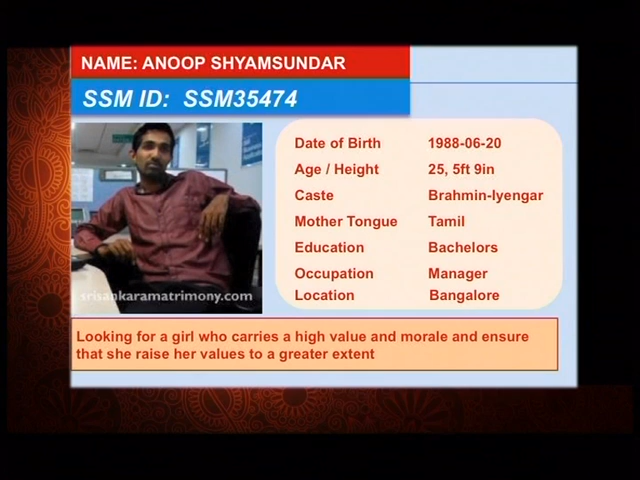 NAME: ANOOP SHYAMSUNDAR
SSM ID: SSM35474
Date of Birth 1988-06-20
Age / Height 25, 5ft 9in
Caste Brahmin-Iyengar
Mother Tongue Tamil
Education Bachelors
Occupation Manager
Location Bangalore
srisankaramatrimony.com
Looking for a girl who carries a high value and morale and ensure
that she raise her values to a greater extent